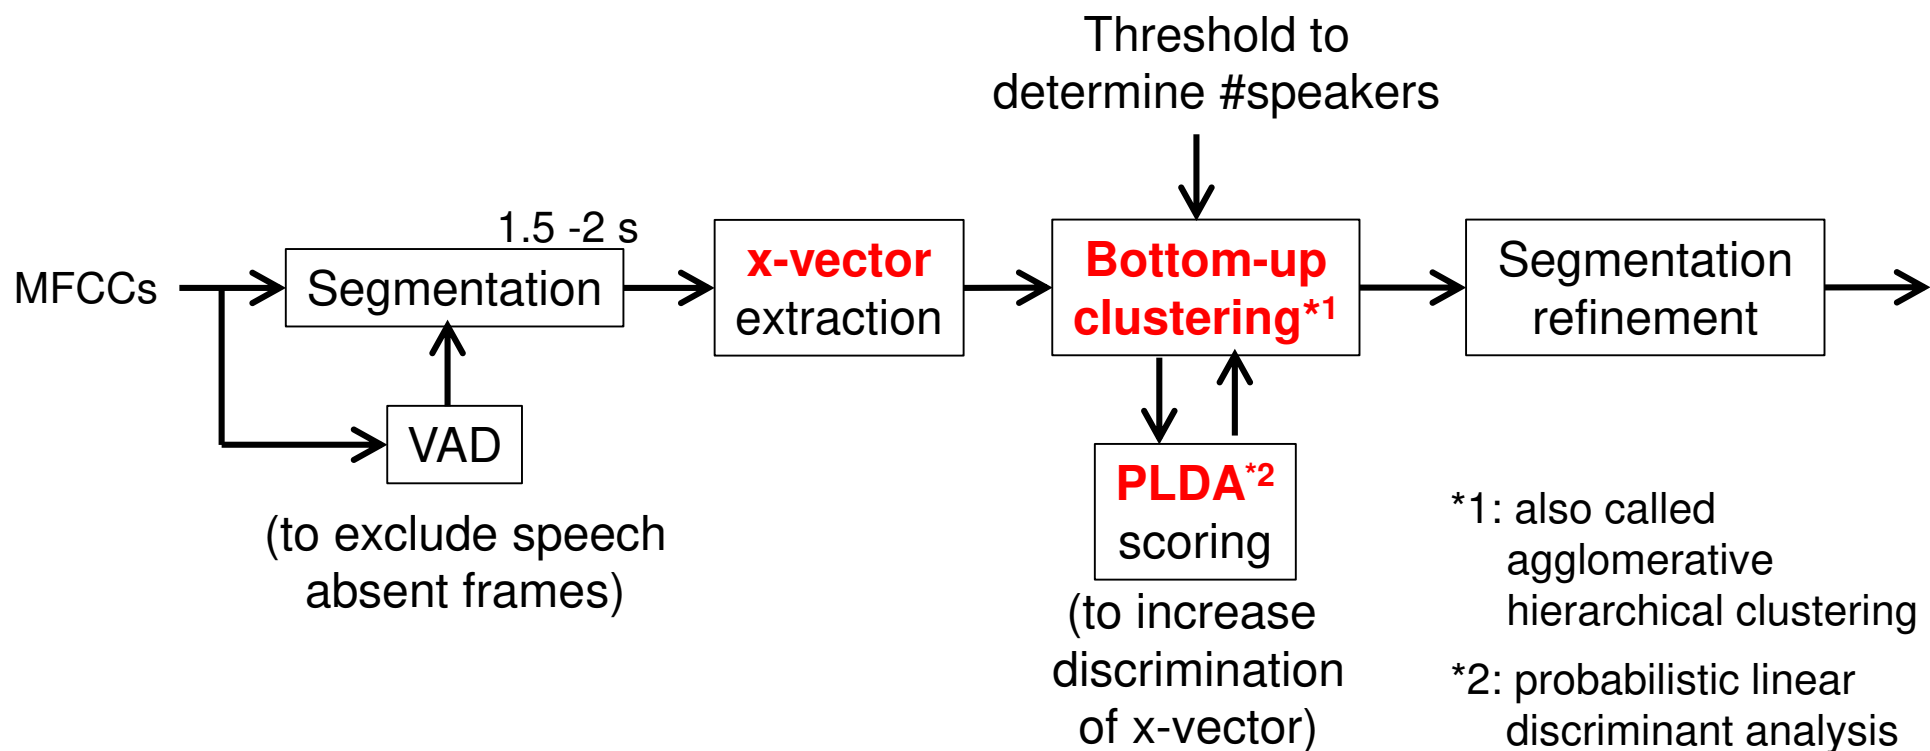 Threshold to
determine #speakers
1.5 -2 s
MFCCs
Segmentation
x-vector
extraction
Bottom-up
clustering*1
Segmentation
refinement
VAD
(to exclude speech
absent frames)
PLDA*2
scoring
(to increase
discrimination
of x-vector)
*1: also called
agglomerative
hierarchical clustering
*2: probabilistic linear
discriminant analysis